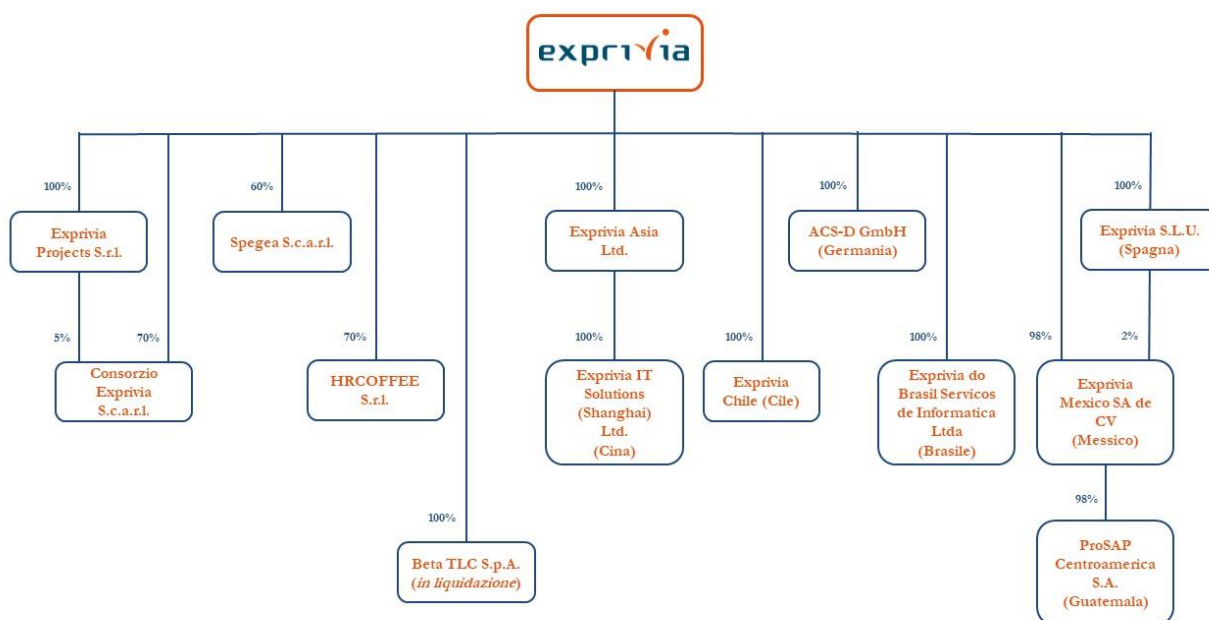 exprivia
100%
60%
100%
100%
100%
Exprivia
Projects S.r.l.
Spegea S.c.a.r.l.
Exprivia Asia
Ltd.
ACS-D GmbH
(Germania)
Exprivia S.L.U.
(Spagna)
5%
70%
70%
100%
100%
100%
98%
2%
Consorzio
Exprivia
S.c.a.r.l.
HRCOFFEE
S.r.l.
Exprivia IT
Solutions
(Shanghai)
Ltd.
(Cina)
Exprivia
Chile (Cile)
Exprivia do
Brasil Servicos
de Informatica
Ltda
(Brasile)
Exprivia
Mexico SA de
CV
(Messico)
100%
98%
Beta TLC S.p.A.
(in liquidazione)
ProSAP
Centroamerica
S.A.
(Guatemala)